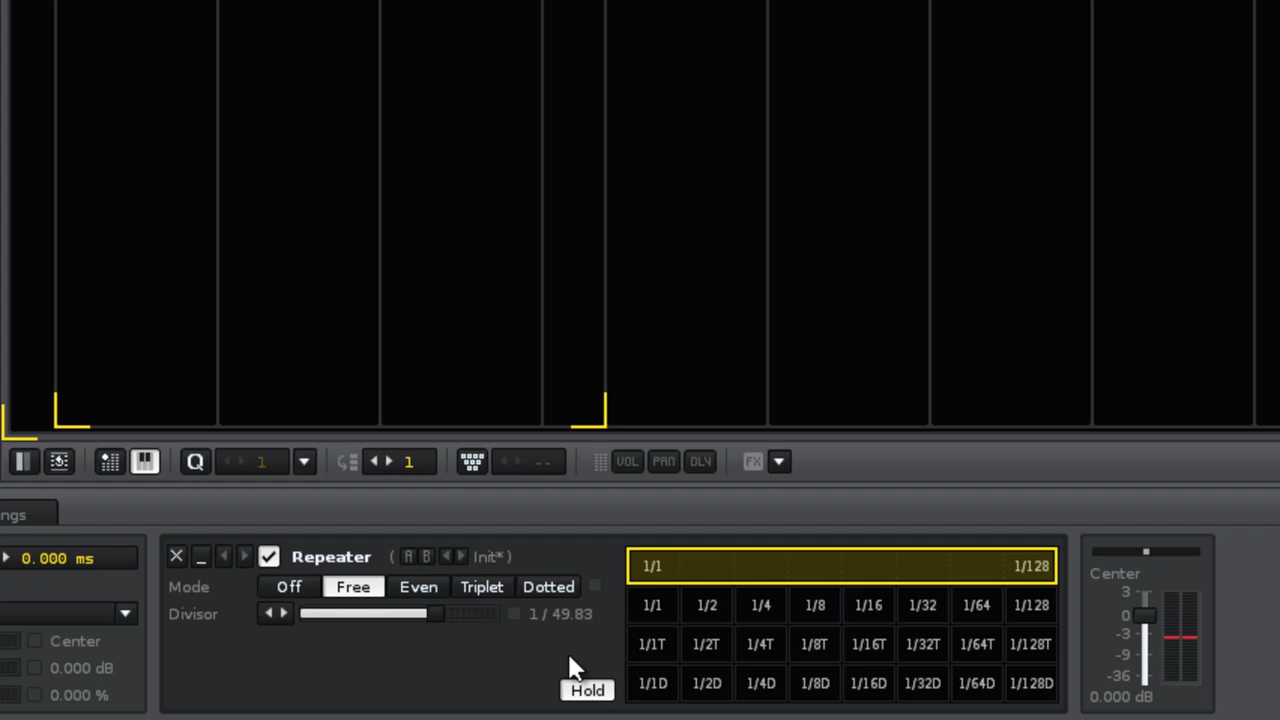 Q 1 1 -- VOL PAN DLY FX
ngs
0.000 ms
Center
0.000 dB
0.000 %
Repeater ( A B Init* )
Mode Off Free Even Triplet Dotted
Divisor 1 / 49.83
Hold
1/1 1/128
1/1 1/2 1/4 1/8 1/16 1/32 1/64 1/128
1/1T 1/2T 1/4T 1/8T 1/16T 1/32T 1/64T 1/128T
1/1D 1/2D 1/4D 1/8D 1/16D 1/32D 1/64D 1/128D
Center
3
0
-3
-9
-36
0.000 dB